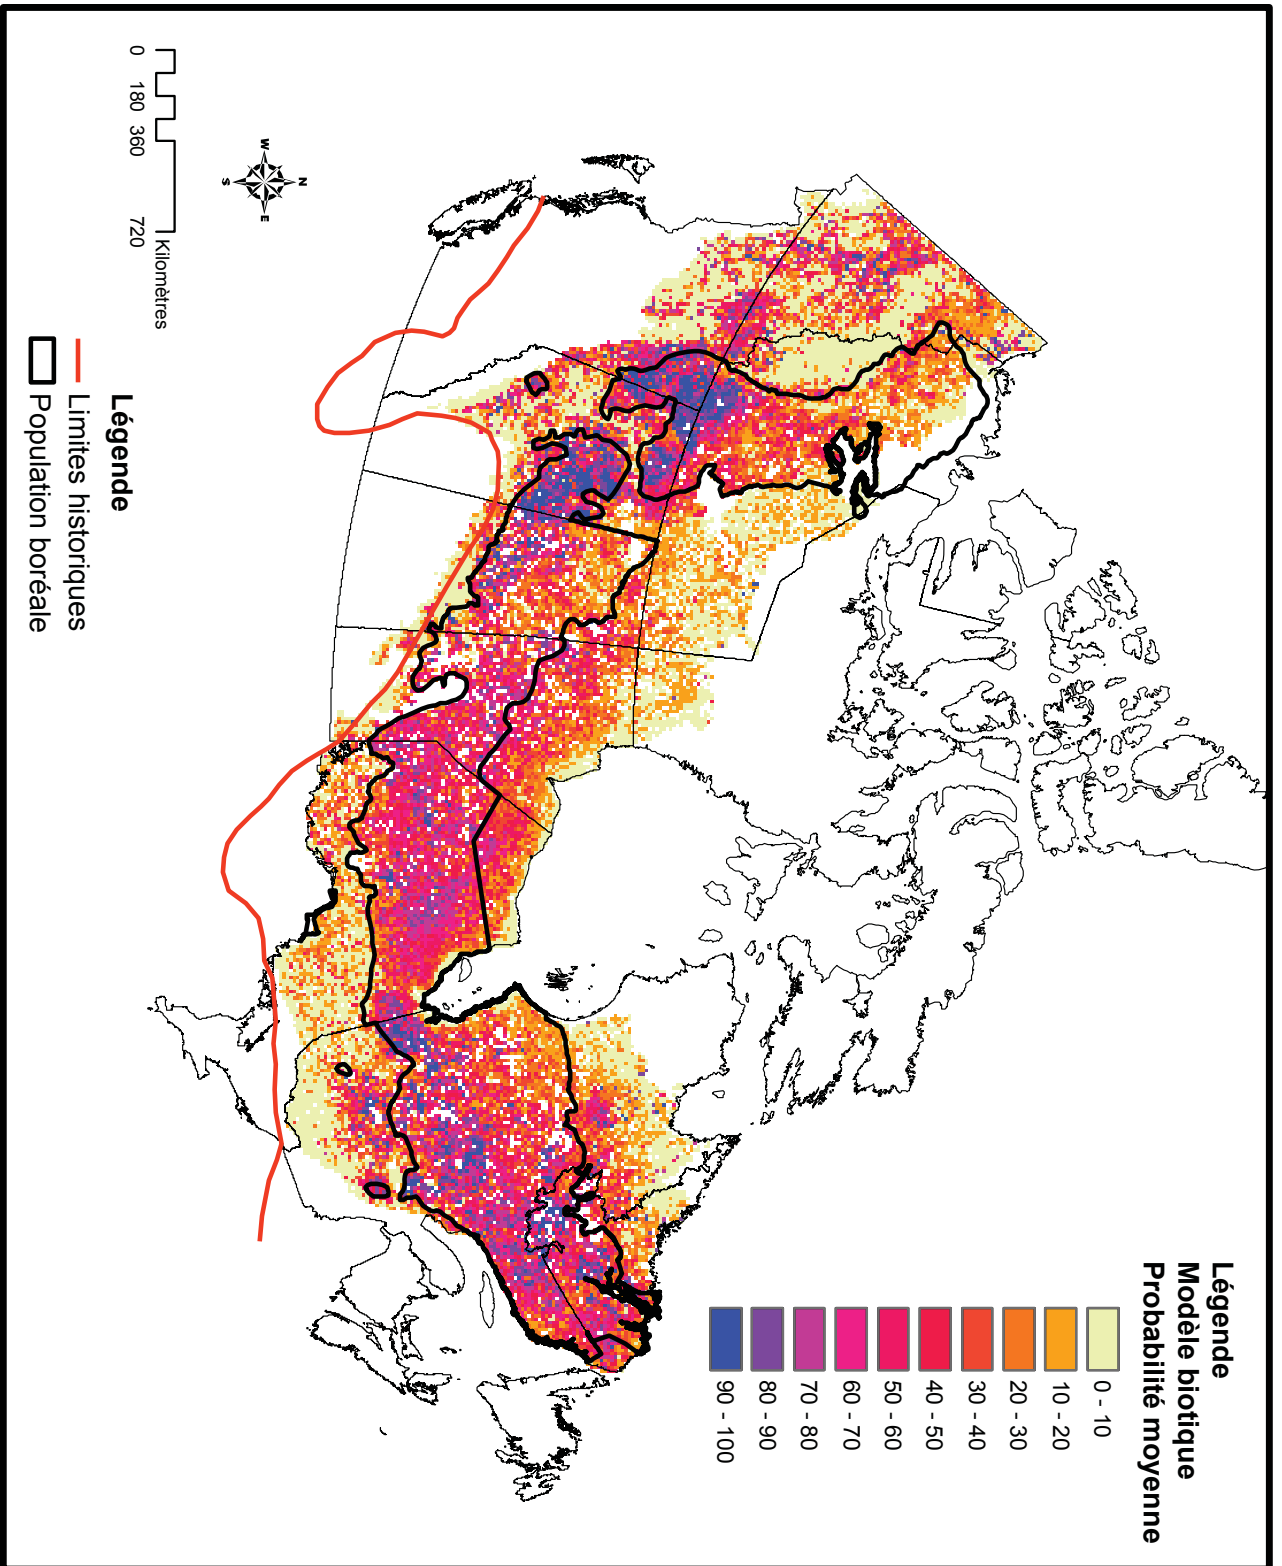 Légende
Modèle biotique
Probabilité moyenne
0 - 10
10 - 20
20 - 30
30 - 40
40 - 50
50 - 60
60 - 70
70 - 80
80 - 90
90 - 100
N
W
E
S
0 180 360 720
Kilomètres
Légende
Limites historiques
Population boréale